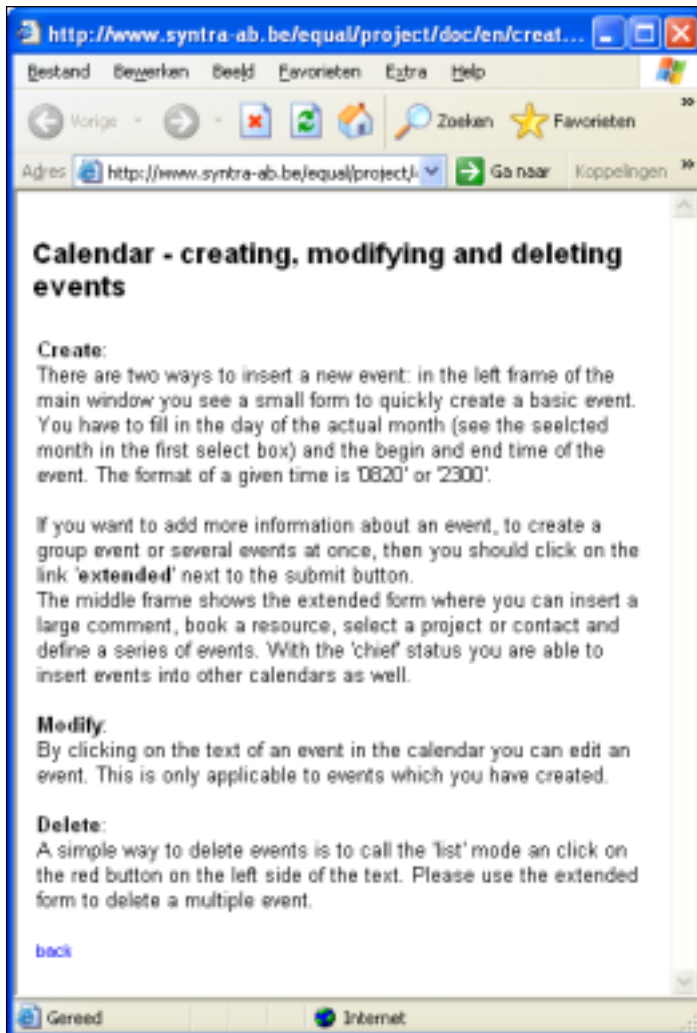 http://www.syntra-ab.be/equal/project/doc/en/creat...
Bestand Bewerken Beeld Favorieten Extra Help
Vorige Zoeken Favorieten »
Adres http://www.syntra-ab.be/equal/project/ Ga naar Koppelingen »
Calendar - creating, modifying and deleting
events
Create:
There are two ways to insert a new event: in the left frame of the
main window you see a small form to quickly create a basic event.
You have to fill in the day of the actual month (see the seelcted
month in the first select box) and the begin and end time of the
event. The format of a given time is '0820' or '2300'.
If you want to add more information about an event, to create a
group event or several events at once, then you should click on the
link 'extended' next to the submit button.
The middle frame shows the extended form where you can insert a
large comment, book a resource, select a project or contact and
define a series of events. With the 'chief' status you are able to
insert events into other calendars as well.
Modify:
By clicking on the text of an event in the calendar you can edit an
event. This is only applicable to events which you have created.
Delete:
A simple way to delete events is to call the 'list' mode an click on
the red button on the left side of the text. Please use the extended
form to delete a multiple event.
back
Gereed Internet